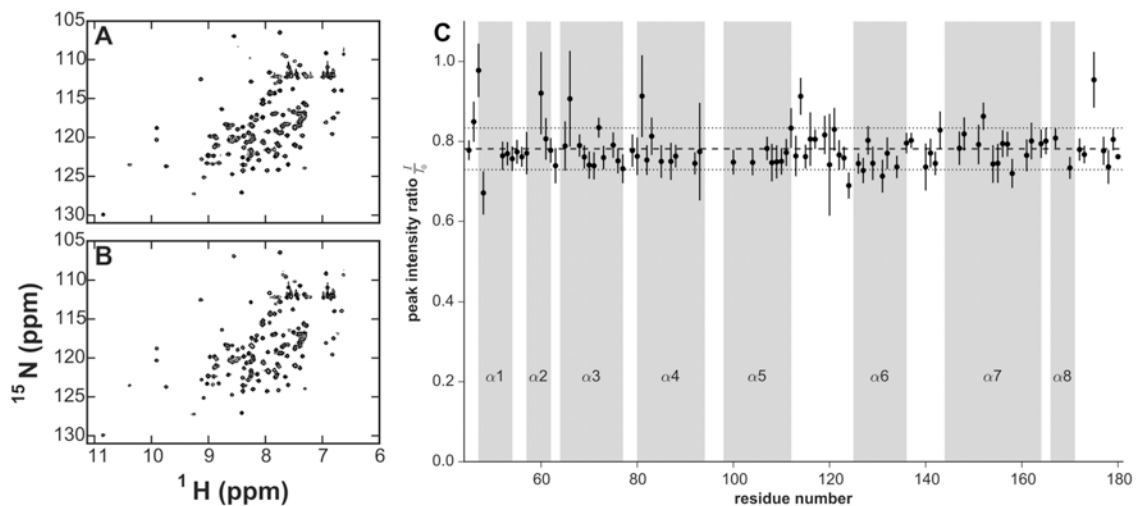 A
105
110
115
120
125
130
B
105
110
115
120
125
130
11
10
9
8
7
6
15 N (ppm)
1 H (ppm)
C
1.0
0.8
0.6
0.4
0.2
0.0
peak intensity ratio I/I₀
α1
α2
α3
α4
α5
α6
α7
α8
60
80
100
120
140
160
180
residue number